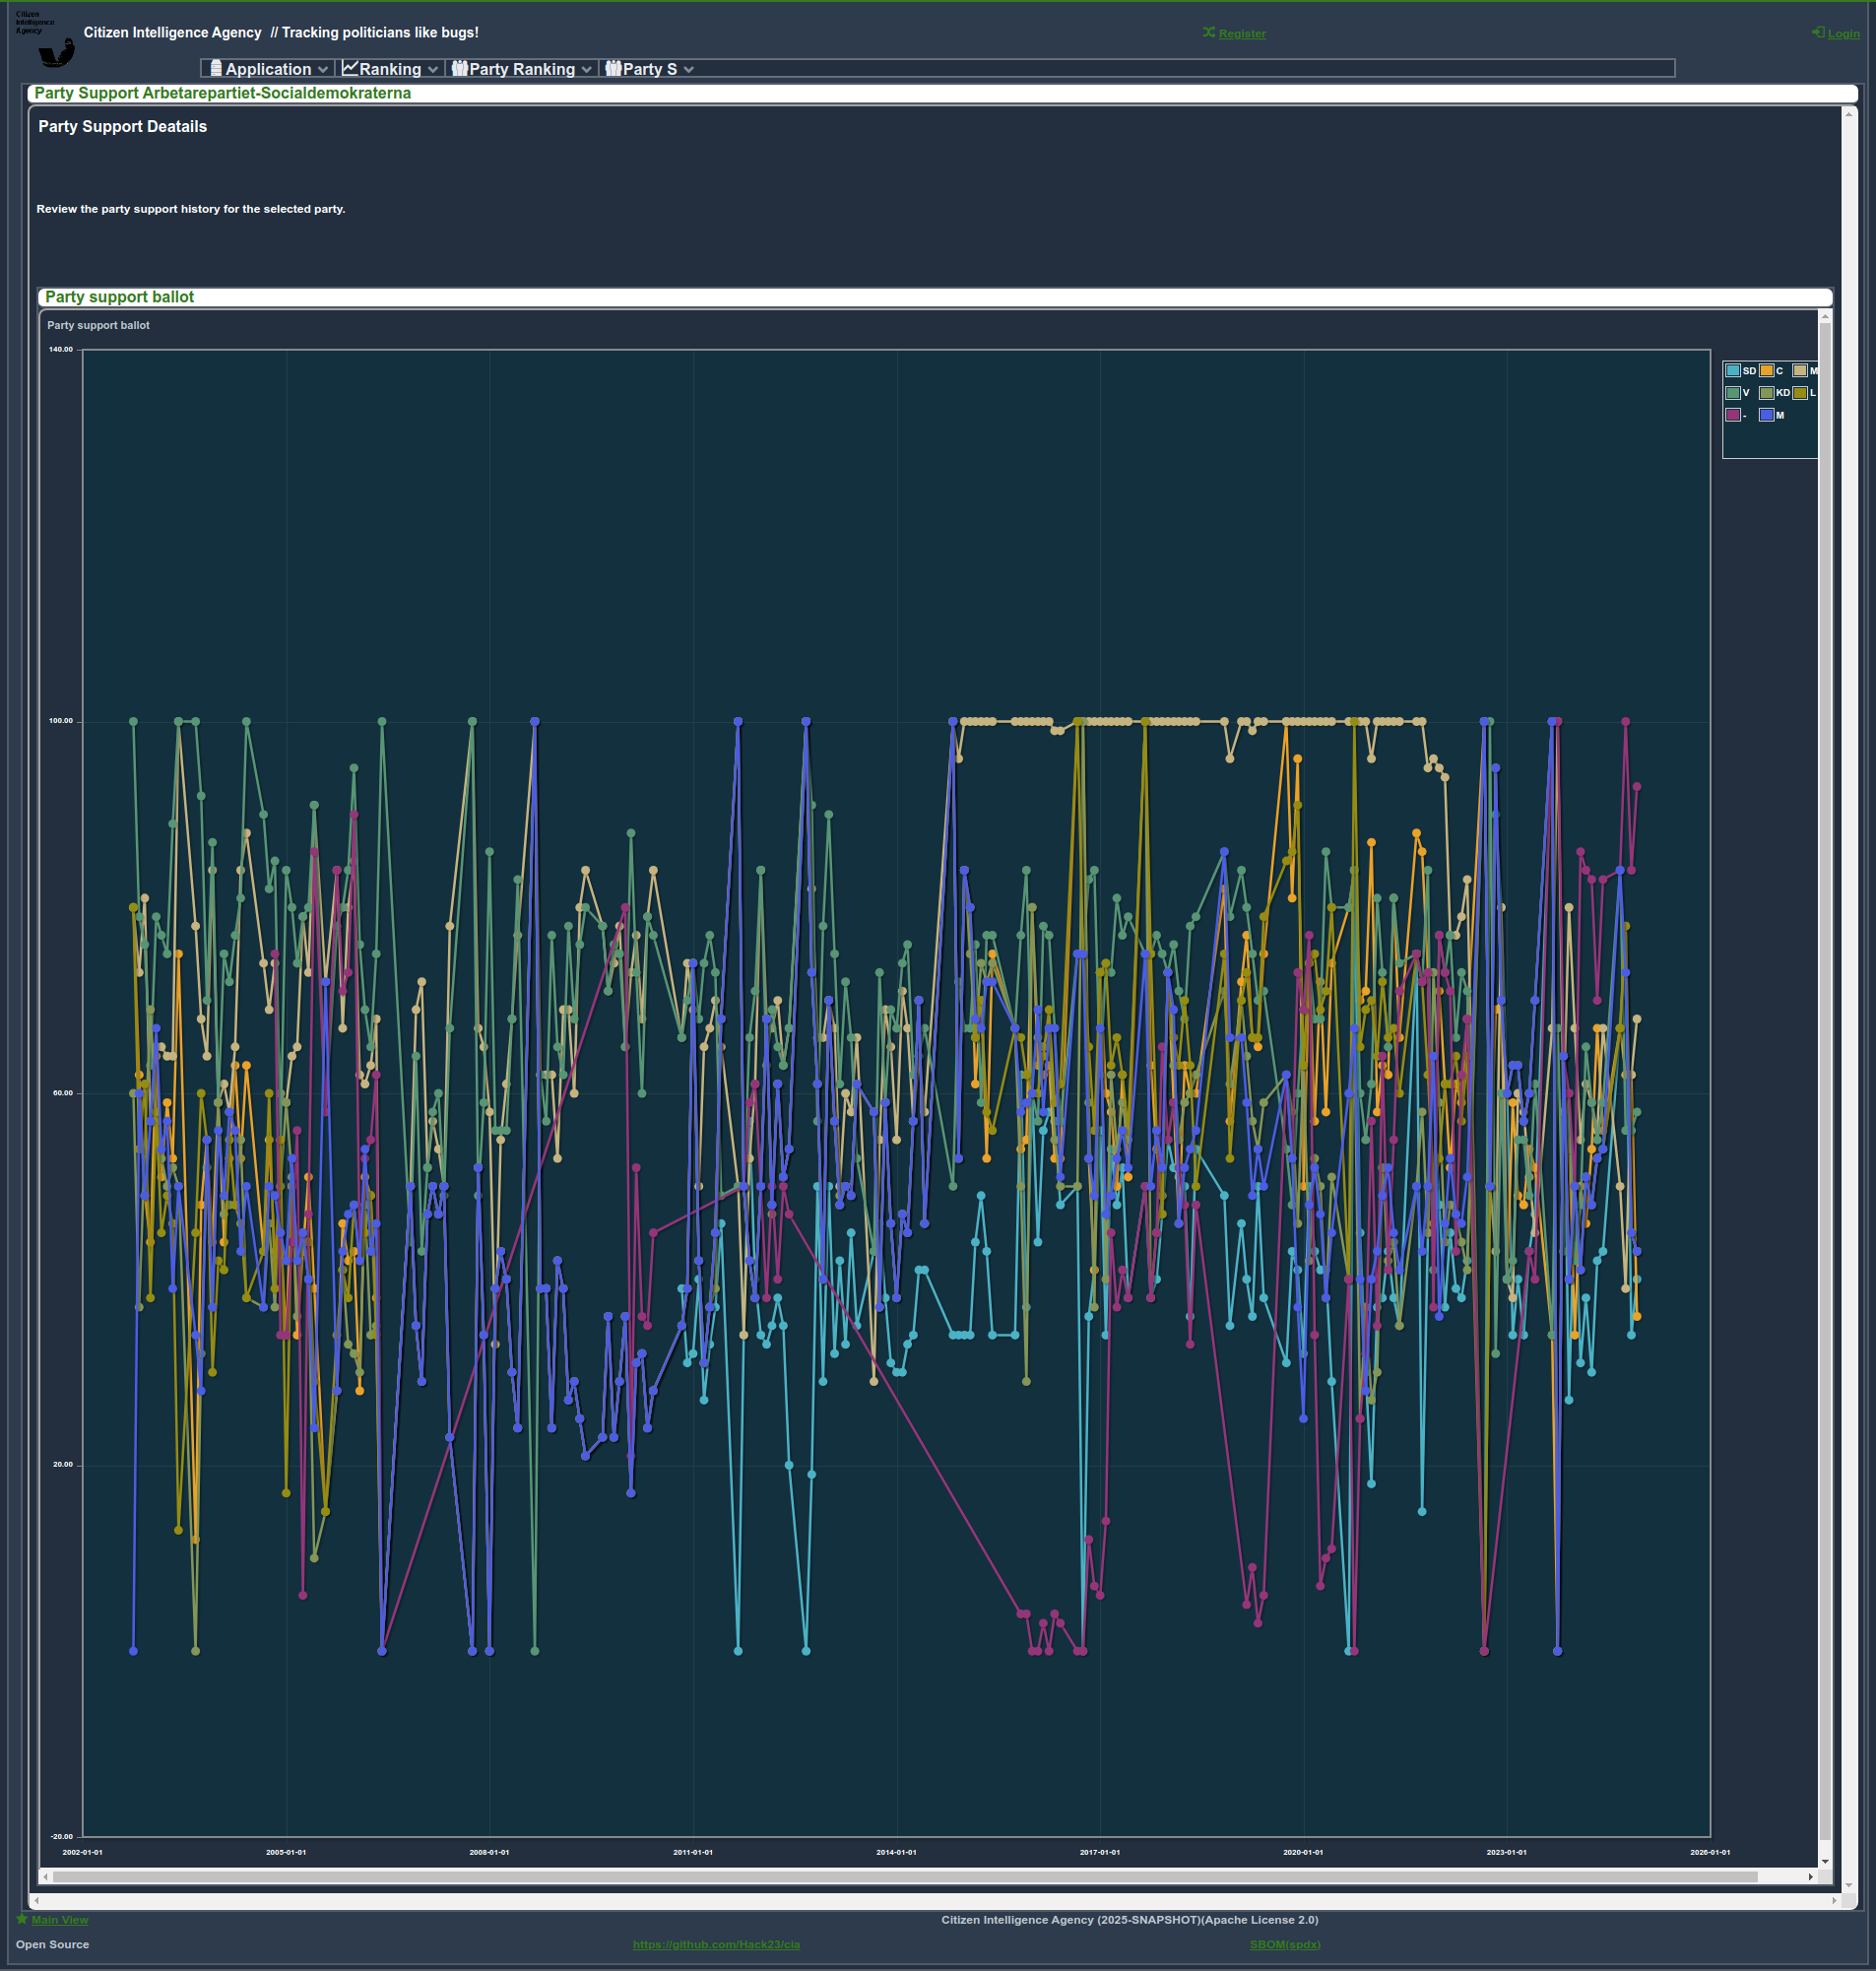 Citizen
Intelligence
Agency
Citizen Intelligence Agency // Tracking politicians like bugs!
Register
Login
Application
Ranking
Party Ranking
Party S
Party Support Arbetarepartiet-Socialdemokraterna
Party Support Deatails
Review the party support history for the selected party.
Party support ballot
Party support ballot
140.00
100.00
60.00
20.00
-20.00
SD C M
V KD L
- M
2002-01-01 2005-01-01 2008-01-01 2011-01-01 2014-01-01 2017-01-01 2020-01-01 2023-01-01 2026-01-01
Main View
Citizen Intelligence Agency (2025-SNAPSHOT)(Apache License 2.0)
Open Source
https://github.com/Hack23/cia
SBOM(spdx)